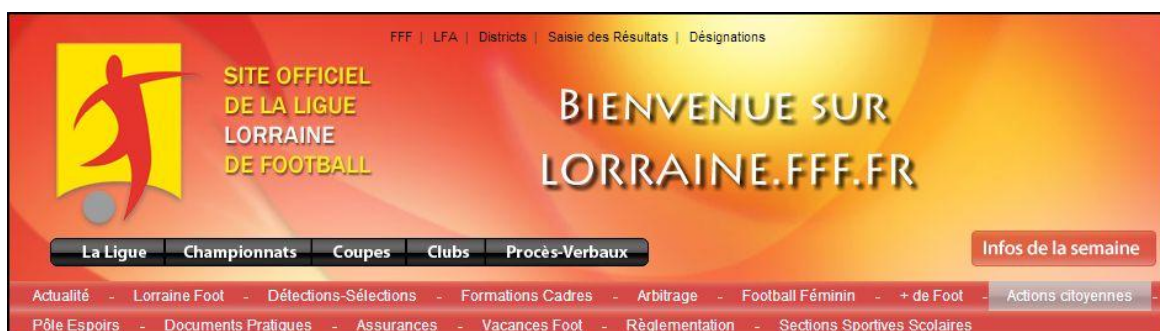 FFF | LFA | Districts | Saisie des Résultats | Désignations
SITE OFFICIEL
DE LA LIGUE
LORRAINE
DE FOOTBALL
BIENVENUE SUR
LORRAINE.FFF.FR
La Ligue Championnats Coupes Clubs Procès-Verbaux
Infos de la semaine
Actualité - Lorraine Foot - Détections-Sélections - Formations Cadres - Arbitrage - Football Féminin - + de Foot - Actions citoyennes -
Pôle Espoirs - Documents Pratiques - Assurances - Vacances Foot - Règlementation - Sections Sportives Scolaires